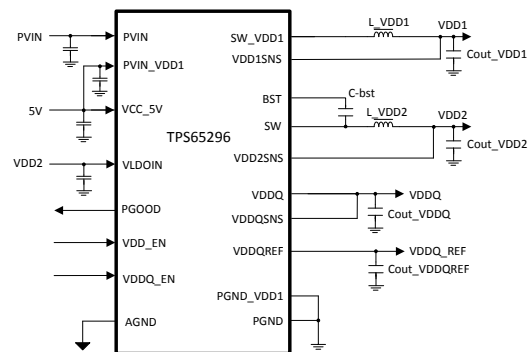 PVIN
PVIN
PVIN_VDD1
5V
VCC_5V
VDD2
VLDOIN
PGOOD
VDD_EN
VDDQ_EN
AGND
TPS65296
SW_VDD1
VDD1SNS
BST
SW
VDD2SNS
VDDQ
VDDQSNS
VDDQREF
PGND_VDD1
PGND
L_VDD1
VDD1
Cout_VDD1
C-bst
L_VDD2
VDD2
Cout_VDD2
VDDQ
Cout_VDDQ
VDDQ_REF
Cout_VDDQREF